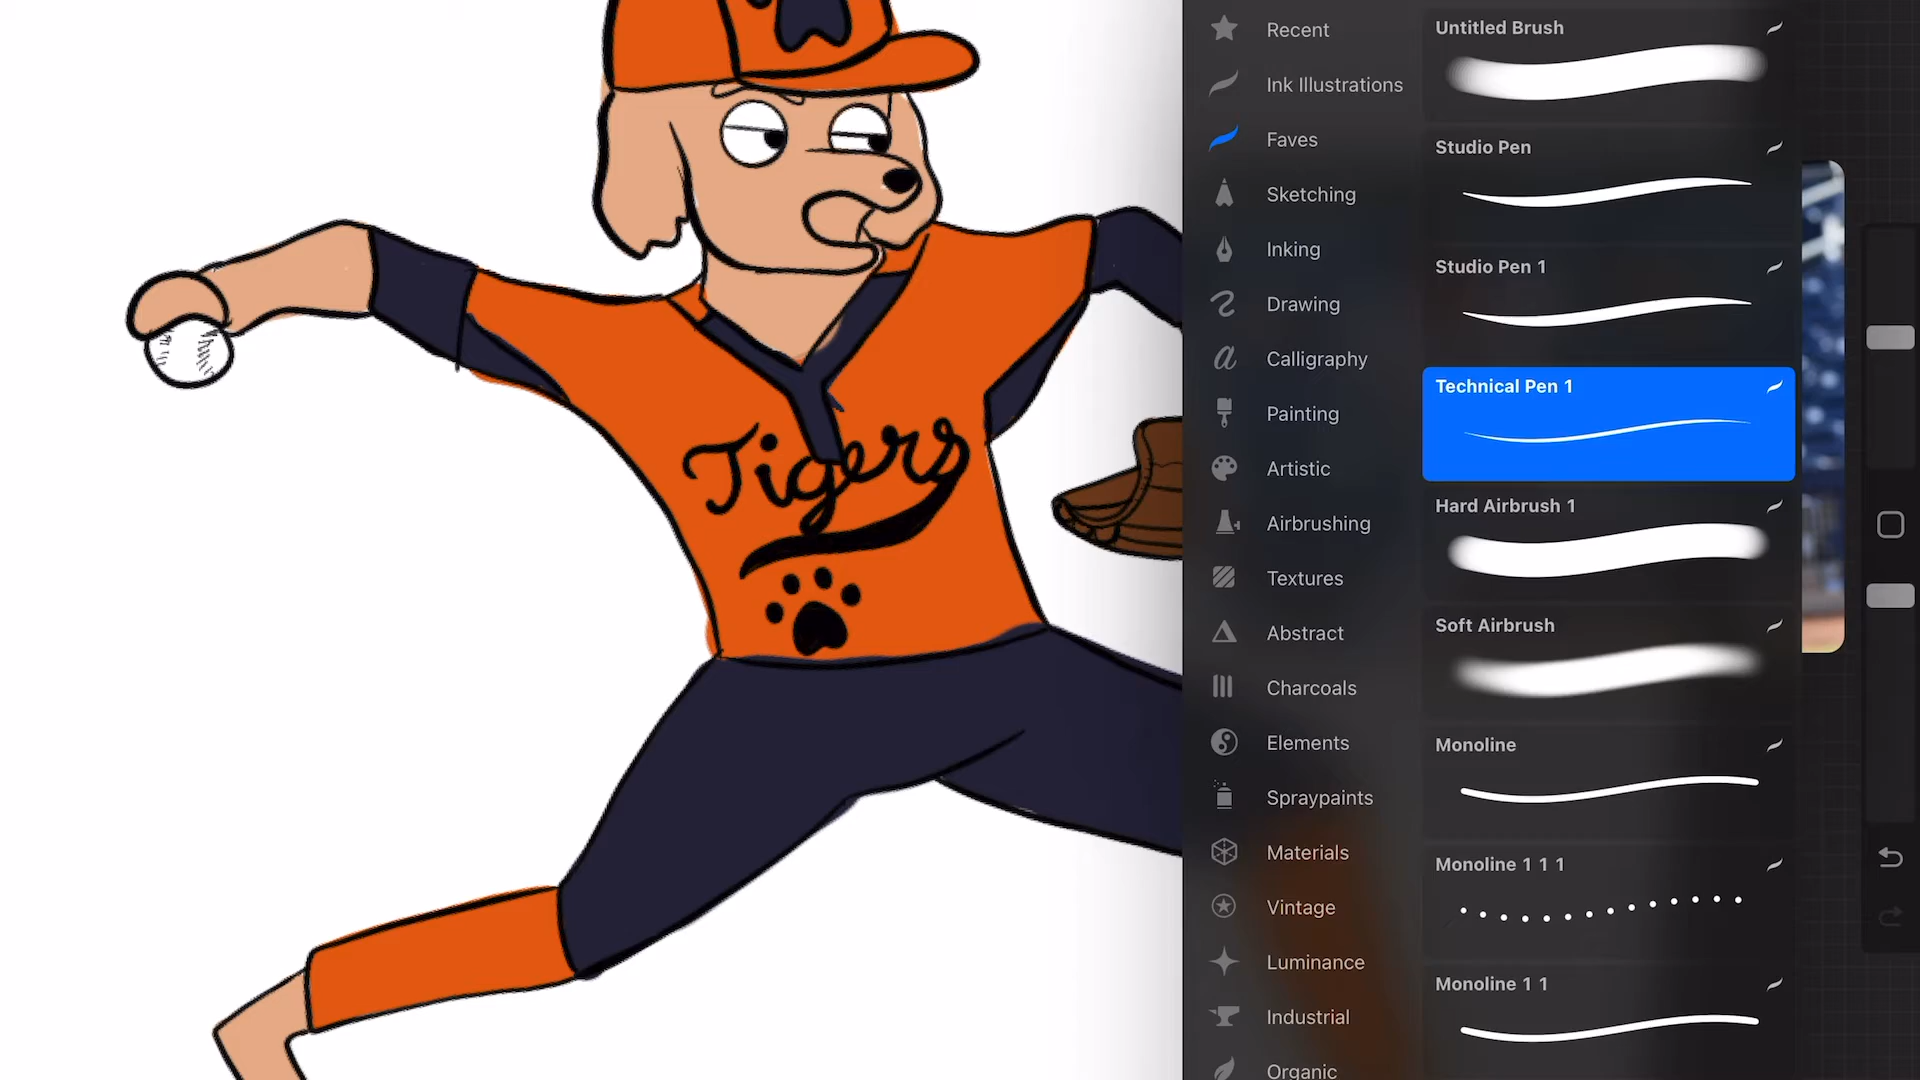 Tigers
Recent
Ink Illustrations
Faves
Sketching
Inking
Drawing
Calligraphy
Painting
Artistic
Airbrushing
Textures
Abstract
Charcoals
Elements
Spraypaints
Materials
Vintage
Luminance
Industrial
Organic
Untitled Brush
Studio Pen
Studio Pen 1
Technical Pen 1
Hard Airbrush 1
Soft Airbrush
Monoline
Monoline 1 1 1
Monoline 1 1